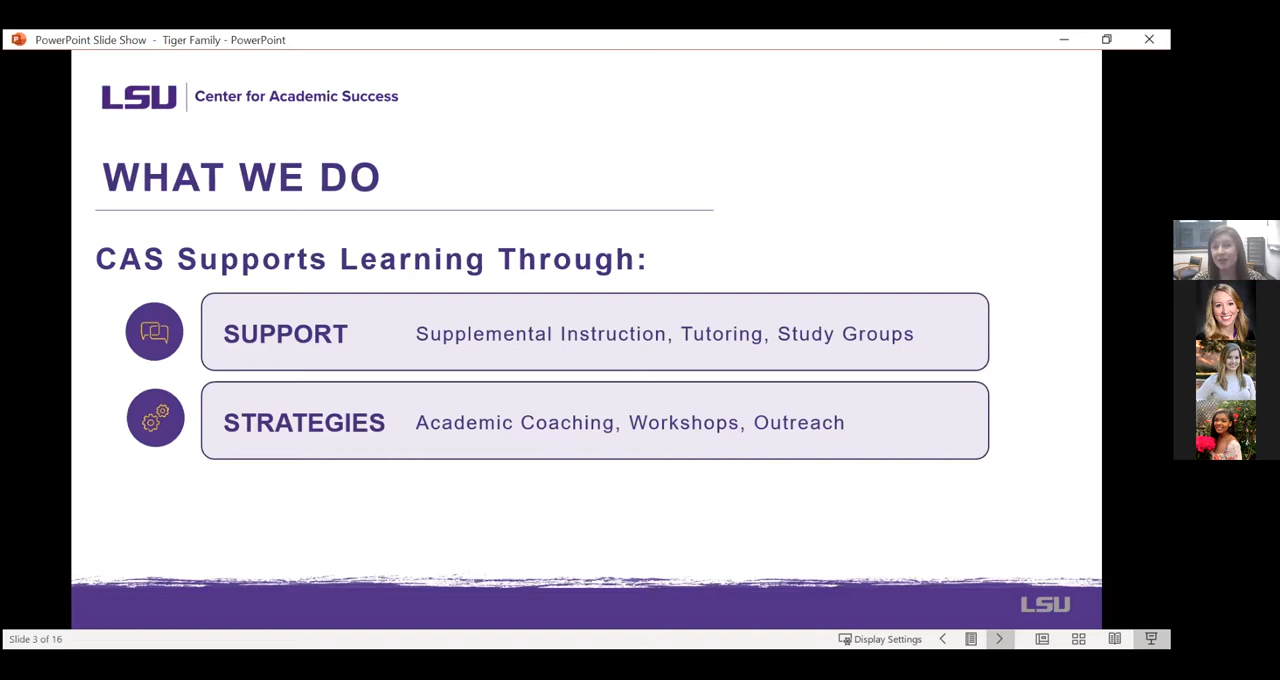 PowerPoint Slide Show - Tiger Family - PowerPoint
LSU | Center for Academic Success
WHAT WE DO
CAS Supports Learning Through:
SUPPORT Supplemental Instruction, Tutoring, Study Groups
STRATEGIES Academic Coaching, Workshops, Outreach
LSU
Slide 3 of 16 Display Settings